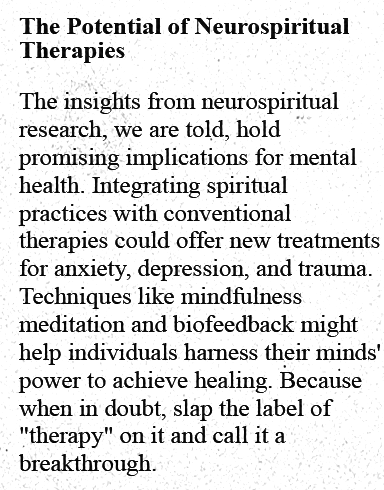 The Potential of Neurospiritual
Therapies
The insights from neurospiritual
research, we are told, hold
promising implications for mental
health. Integrating spiritual
practices with conventional
therapies could offer new treatments
for anxiety, depression, and trauma.
Techniques like mindfulness
meditation and biofeedback might
help individuals harness their minds'
power to achieve healing. Because
when in doubt, slap the label of
"therapy" on it and call it a
breakthrough.